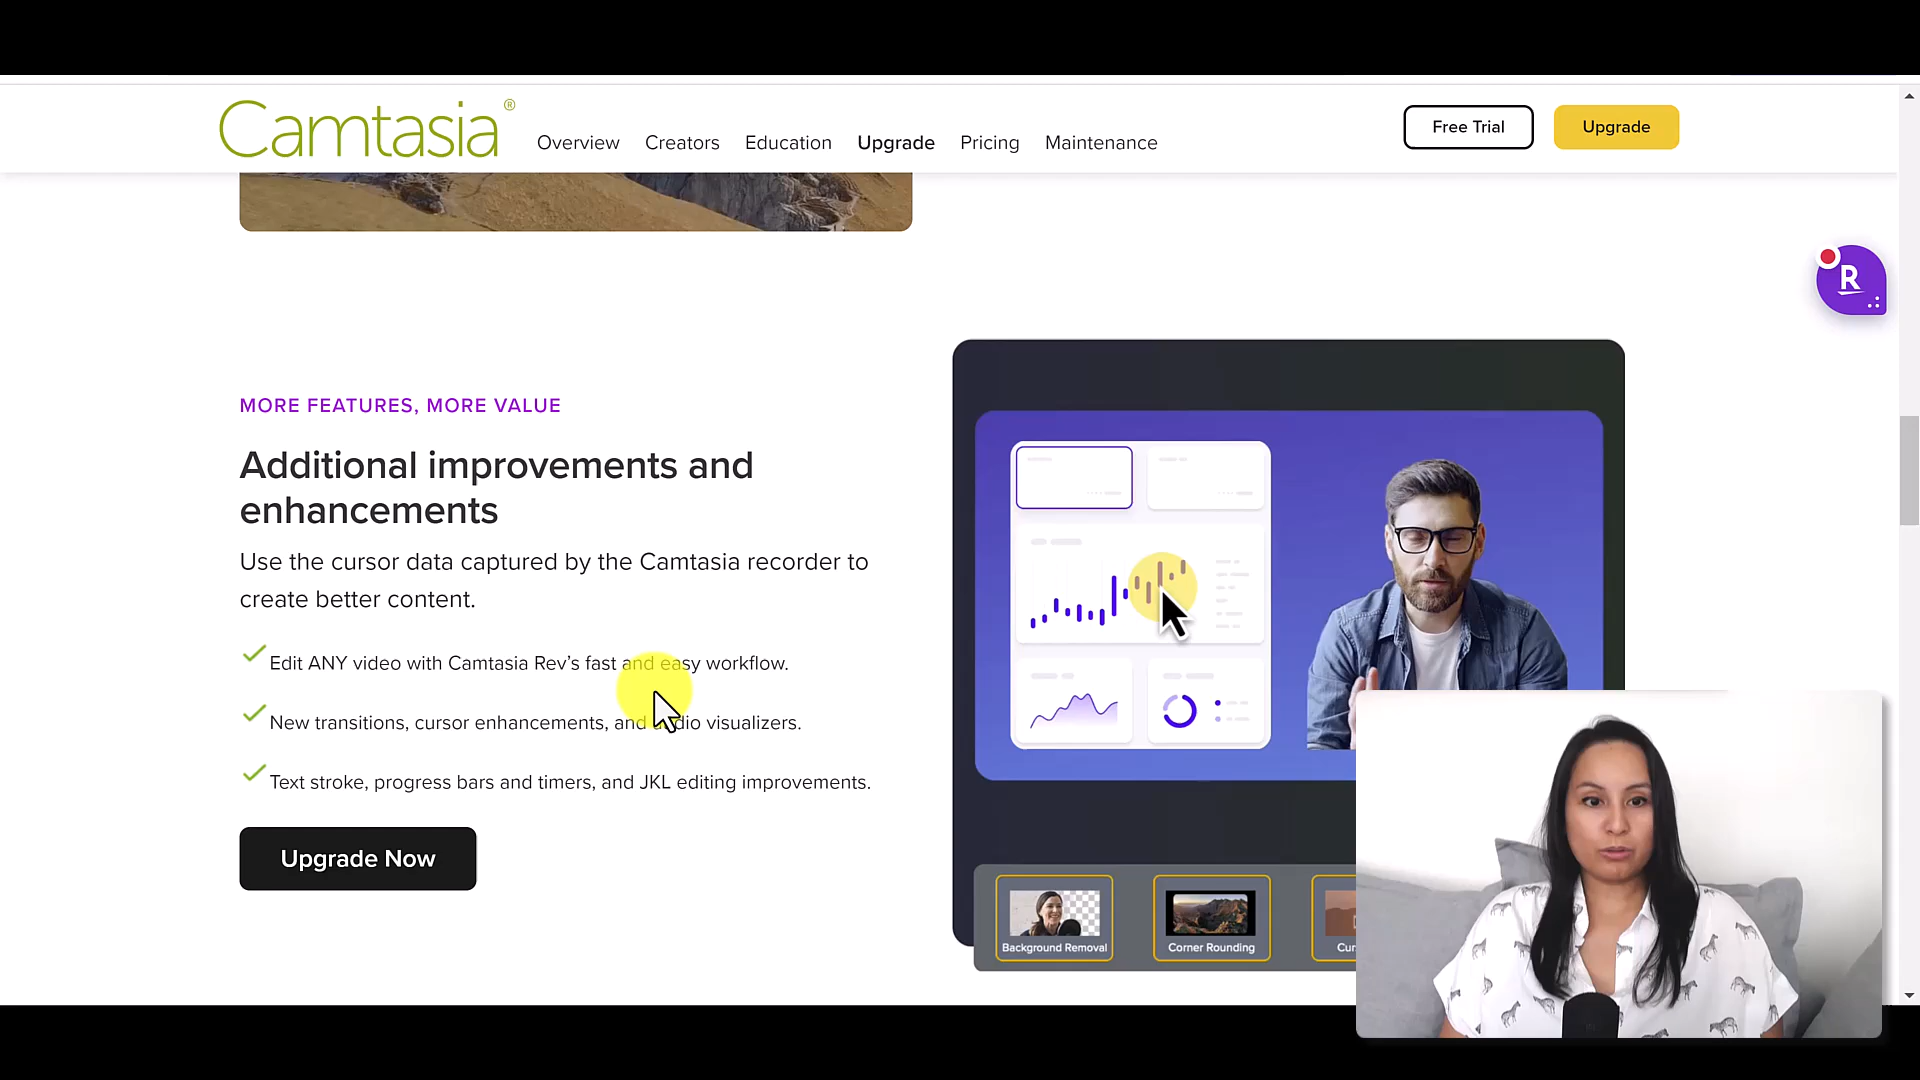 Camtasia®
Overview
Creators
Education
Upgrade
Pricing
Maintenance
Free Trial
Upgrade
R
MORE FEATURES, MORE VALUE
Additional improvements and
enhancements
Use the cursor data captured by the Camtasia recorder to
create better content.
Edit ANY video with Camtasia Rev’s fast and easy workflow.
New transitions, cursor enhancements, and audio visualizers.
Text stroke, progress bars and timers, and JKL editing improvements.
Upgrade Now
Background Removal
Corner Rounding
Cur